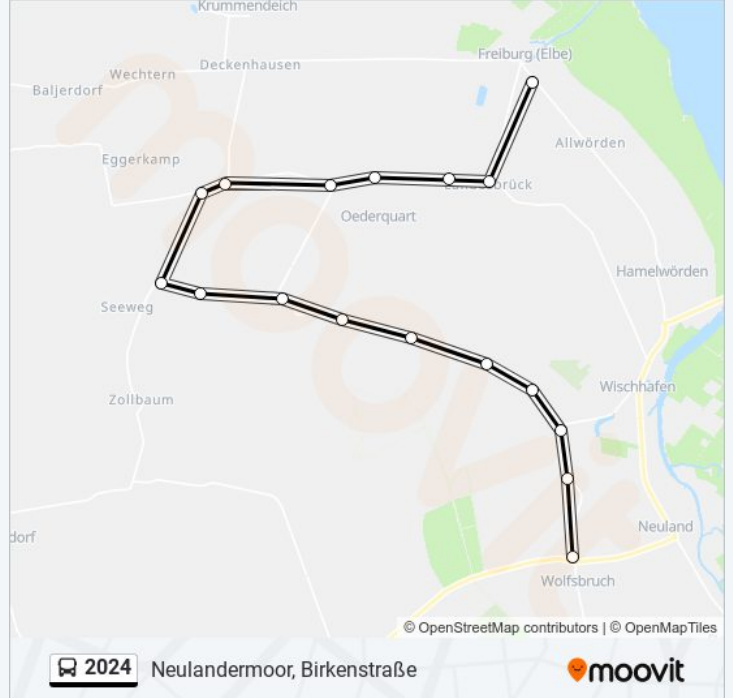 Krummendeich
Freiburg (Elbe)
Deckenhausen
Wechtern
Baljerdorf
Allwörden
Eggerkamp
Oederquart
Hamelwörden
Seeweg
Wischhafen
Zollbaum
Neuland
dorf
Wolfsbruch
© OpenStreetMap contributors | © OpenMapTiles
2024 Neulandermoor, Birkenstraße
moovit